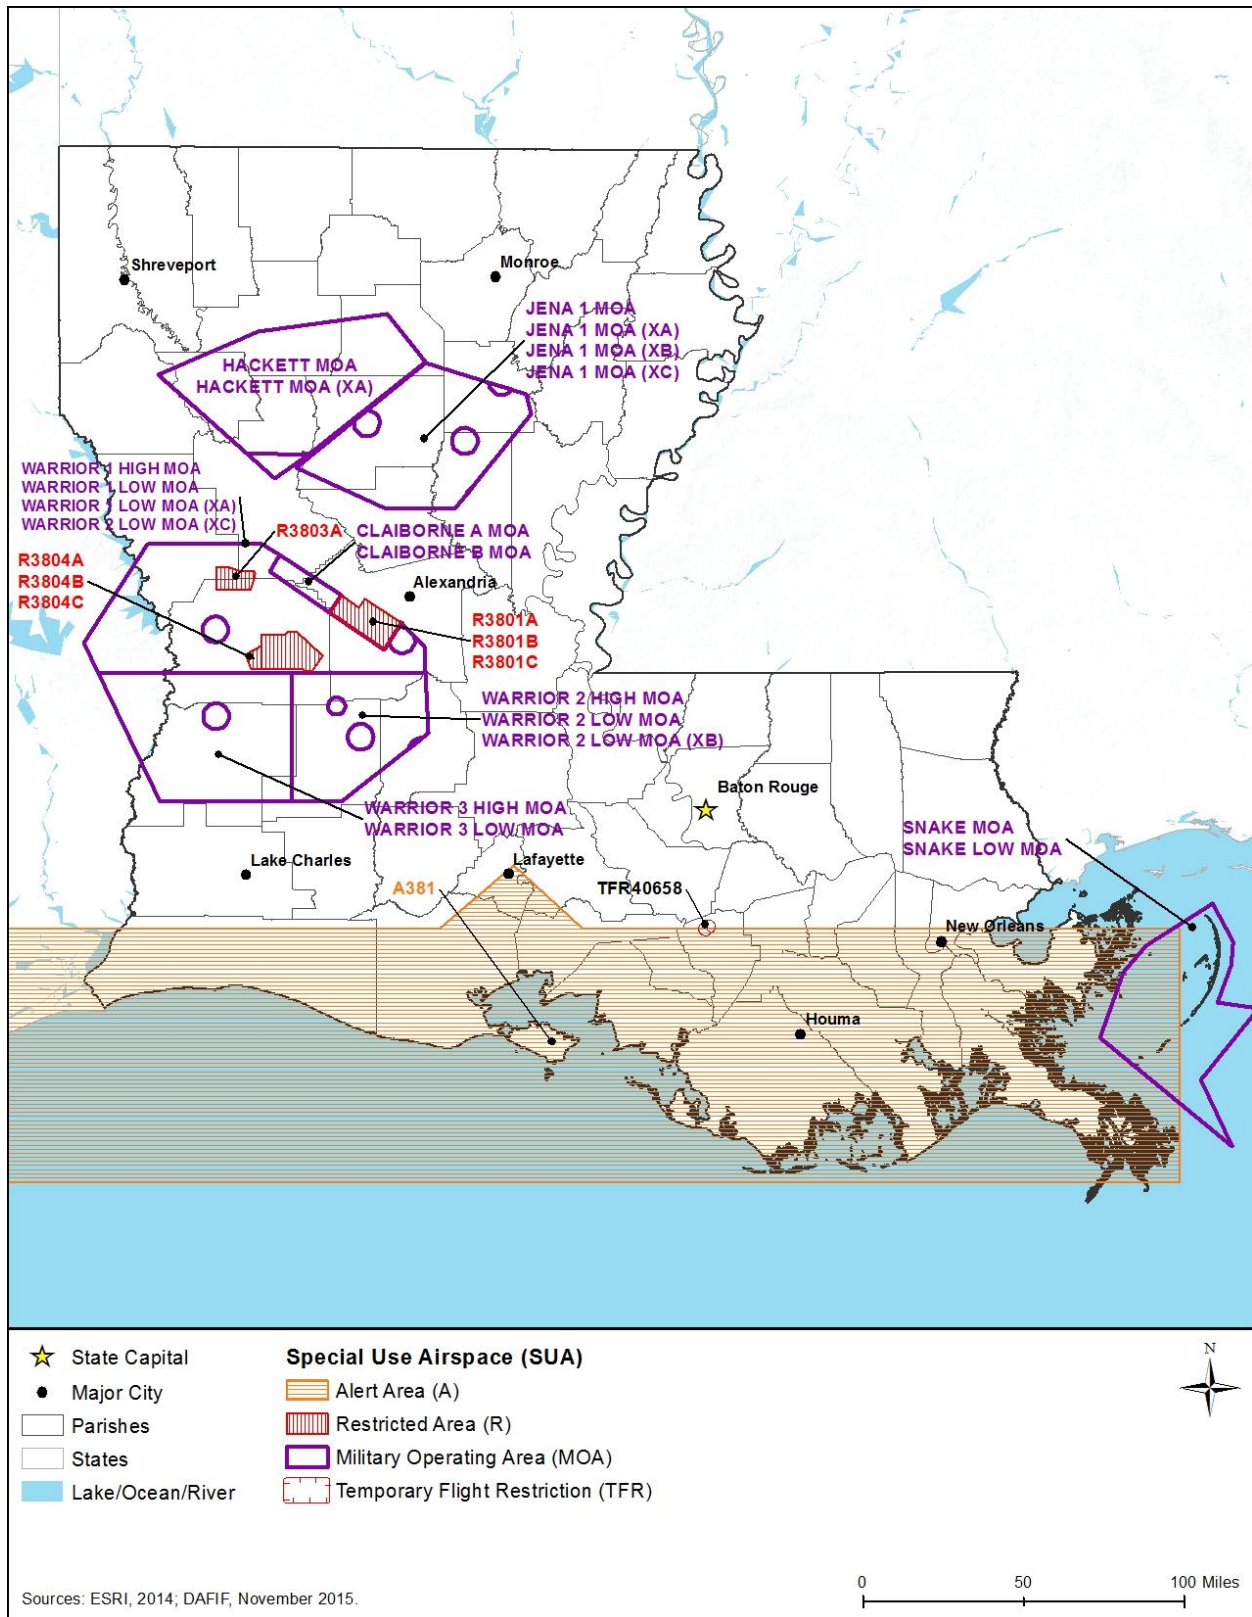 Shreveport
Monroe
JENA 1 MOA
JENA 1 MOA (XA)
JENA 1 MOA (XB)
JENA 1 MOA (XC)
HACKETT MOA
HACKETT MOA (XA)
WARRIOR 1 HIGH MOA
WARRIOR 1 LOW MOA
WARRIOR 1 LOW MOA (XA)
WARRIOR 2 LOW MOA (XC)
R3803A
CLAIBORNE A MOA
CLAIBORNE B MOA
R3804A
R3804B
R3804C
Alexandria
R3801A
R3801B
R3801C
WARRIOR 2 HIGH MOA
WARRIOR 2 LOW MOA
WARRIOR 2 LOW MOA (XB)
Baton Rouge
WARRIOR 3 HIGH MOA
WARRIOR 3 LOW MOA
SNAKE MOA
SNAKE LOW MOA
Lake Charles
Lafayette
A381
TFR40658
New Orleans
Houma
State Capital
Major City
Parishes
States
Lake/Ocean/River
Special Use Airspace (SUA)
Alert Area (A)
Restricted Area (R)
Military Operating Area (MOA)
Temporary Flight Restriction (TFR)
N
Sources: ESRI, 2014; DAFIF, November 2015.
0 50 100 Miles